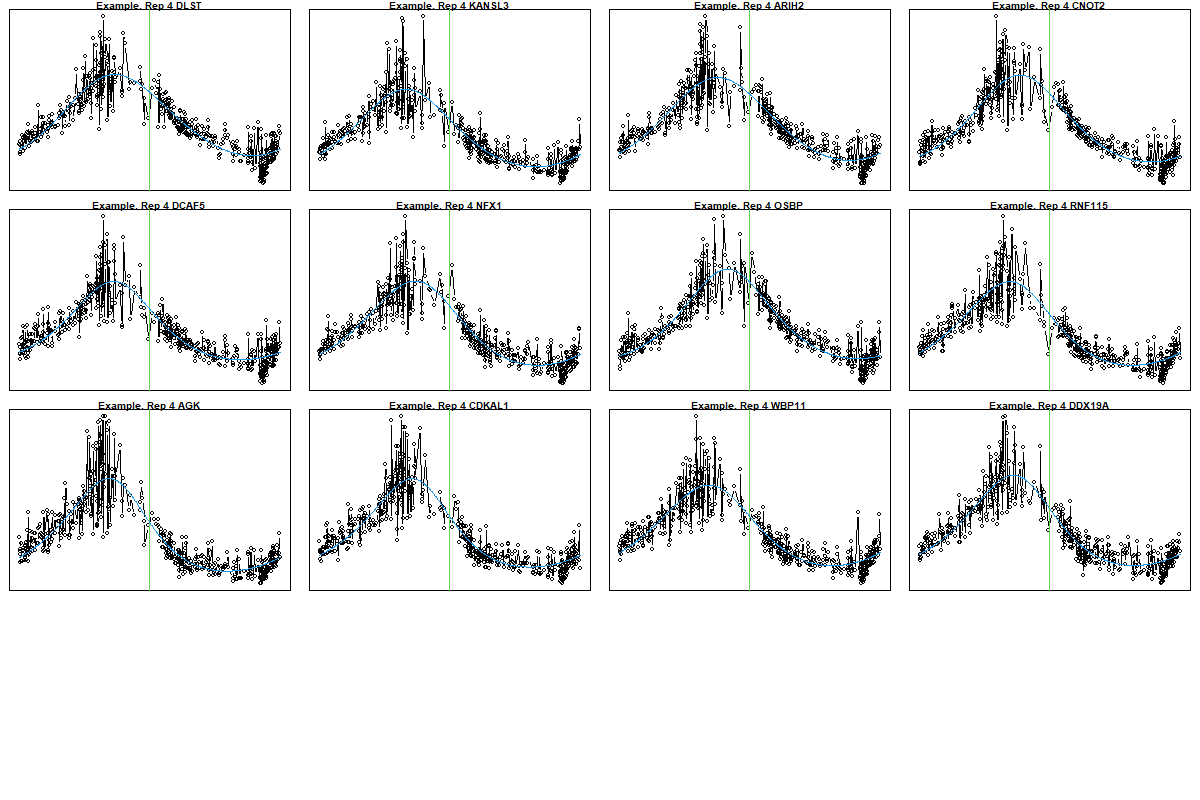 Example, Rep 4 DLST
Example, Rep 4 KANSL3
Example, Rep 4 ARIH2
Example, Rep 4 CNOT2
Example, Rep 4 DCAF5
Example, Rep 4 NFX1
Example, Rep 4 OSBP
Example, Rep 4 RNF115
Example, Rep 4 AGK
Example, Rep 4 CDKAL1
Example, Rep 4 WBP11
Example, Rep 4 DDX19A